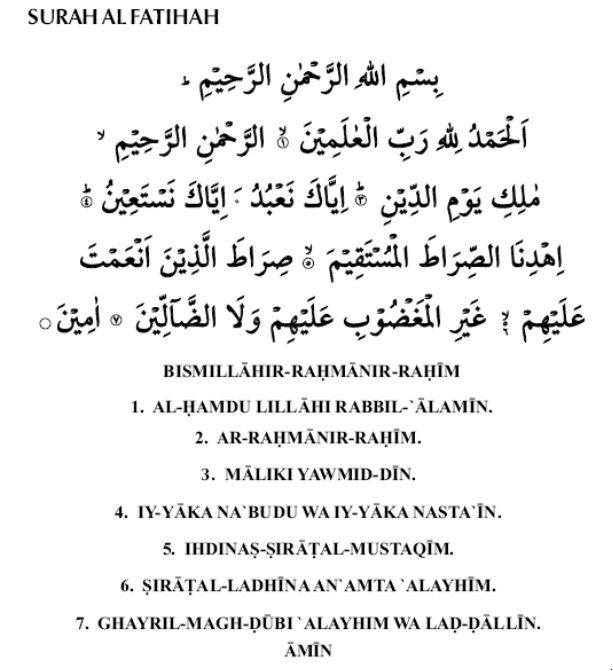 SURAH AL FATIHAH
بِسْمِ اللهِ الرَّحْمٰنِ الرَّحِيْمِ ۙ
اَلْحَمْدُ لِلهِ رَبِّ الْعٰلَمِيْنَ ۙ۱ الرَّحْمٰنِ الرَّحِيْمِ ۙ
مٰلِكِ يَوْمِ الدِّيْنِ ؕ۳ اِيَّاكَ نَعْبُدُ اِيَّاكَ نَسْتَعِيْنُ ؕ۴
اِهْدِنَا الصِّرَاطَ الْمُسْتَقِيْمَ ۙ۵ صِرَاطَ الَّذِيْنَ اَنْعَمْتَ
عَلَيْهِمْ ۙ۶ غَيْرِ الْمَغْضُوْبِ عَلَيْهِمْ وَلَا الضَّآلِّيْنَ ۷ اٰمِيْنَ ○
BISMILLĀHIR-RAḤMĀNIR-RAḤĪM
1. AL-ḤAMDU LILLĀHI RABBIL-`ĀLAMĪN.
2. AR-RAḤMĀNIR-RAḤĪM.
3. MĀLIKI YAWMID-DĪN.
4. IY-YĀKA NA`BUDU WA IY-YĀKA NASTA`ĪN.
5. IHDINAṢ-ṢIRĀṬAL-MUSTAQĪM.
6. ṢIRĀṬAL-LADHĪNA AN`AMTA `ALAYHĪM.
7. GHAYRIL-MAGH-ḌŪBI `ALAYHIM WA LAḌ-ḌĀLLĪN.
ĀMĪN